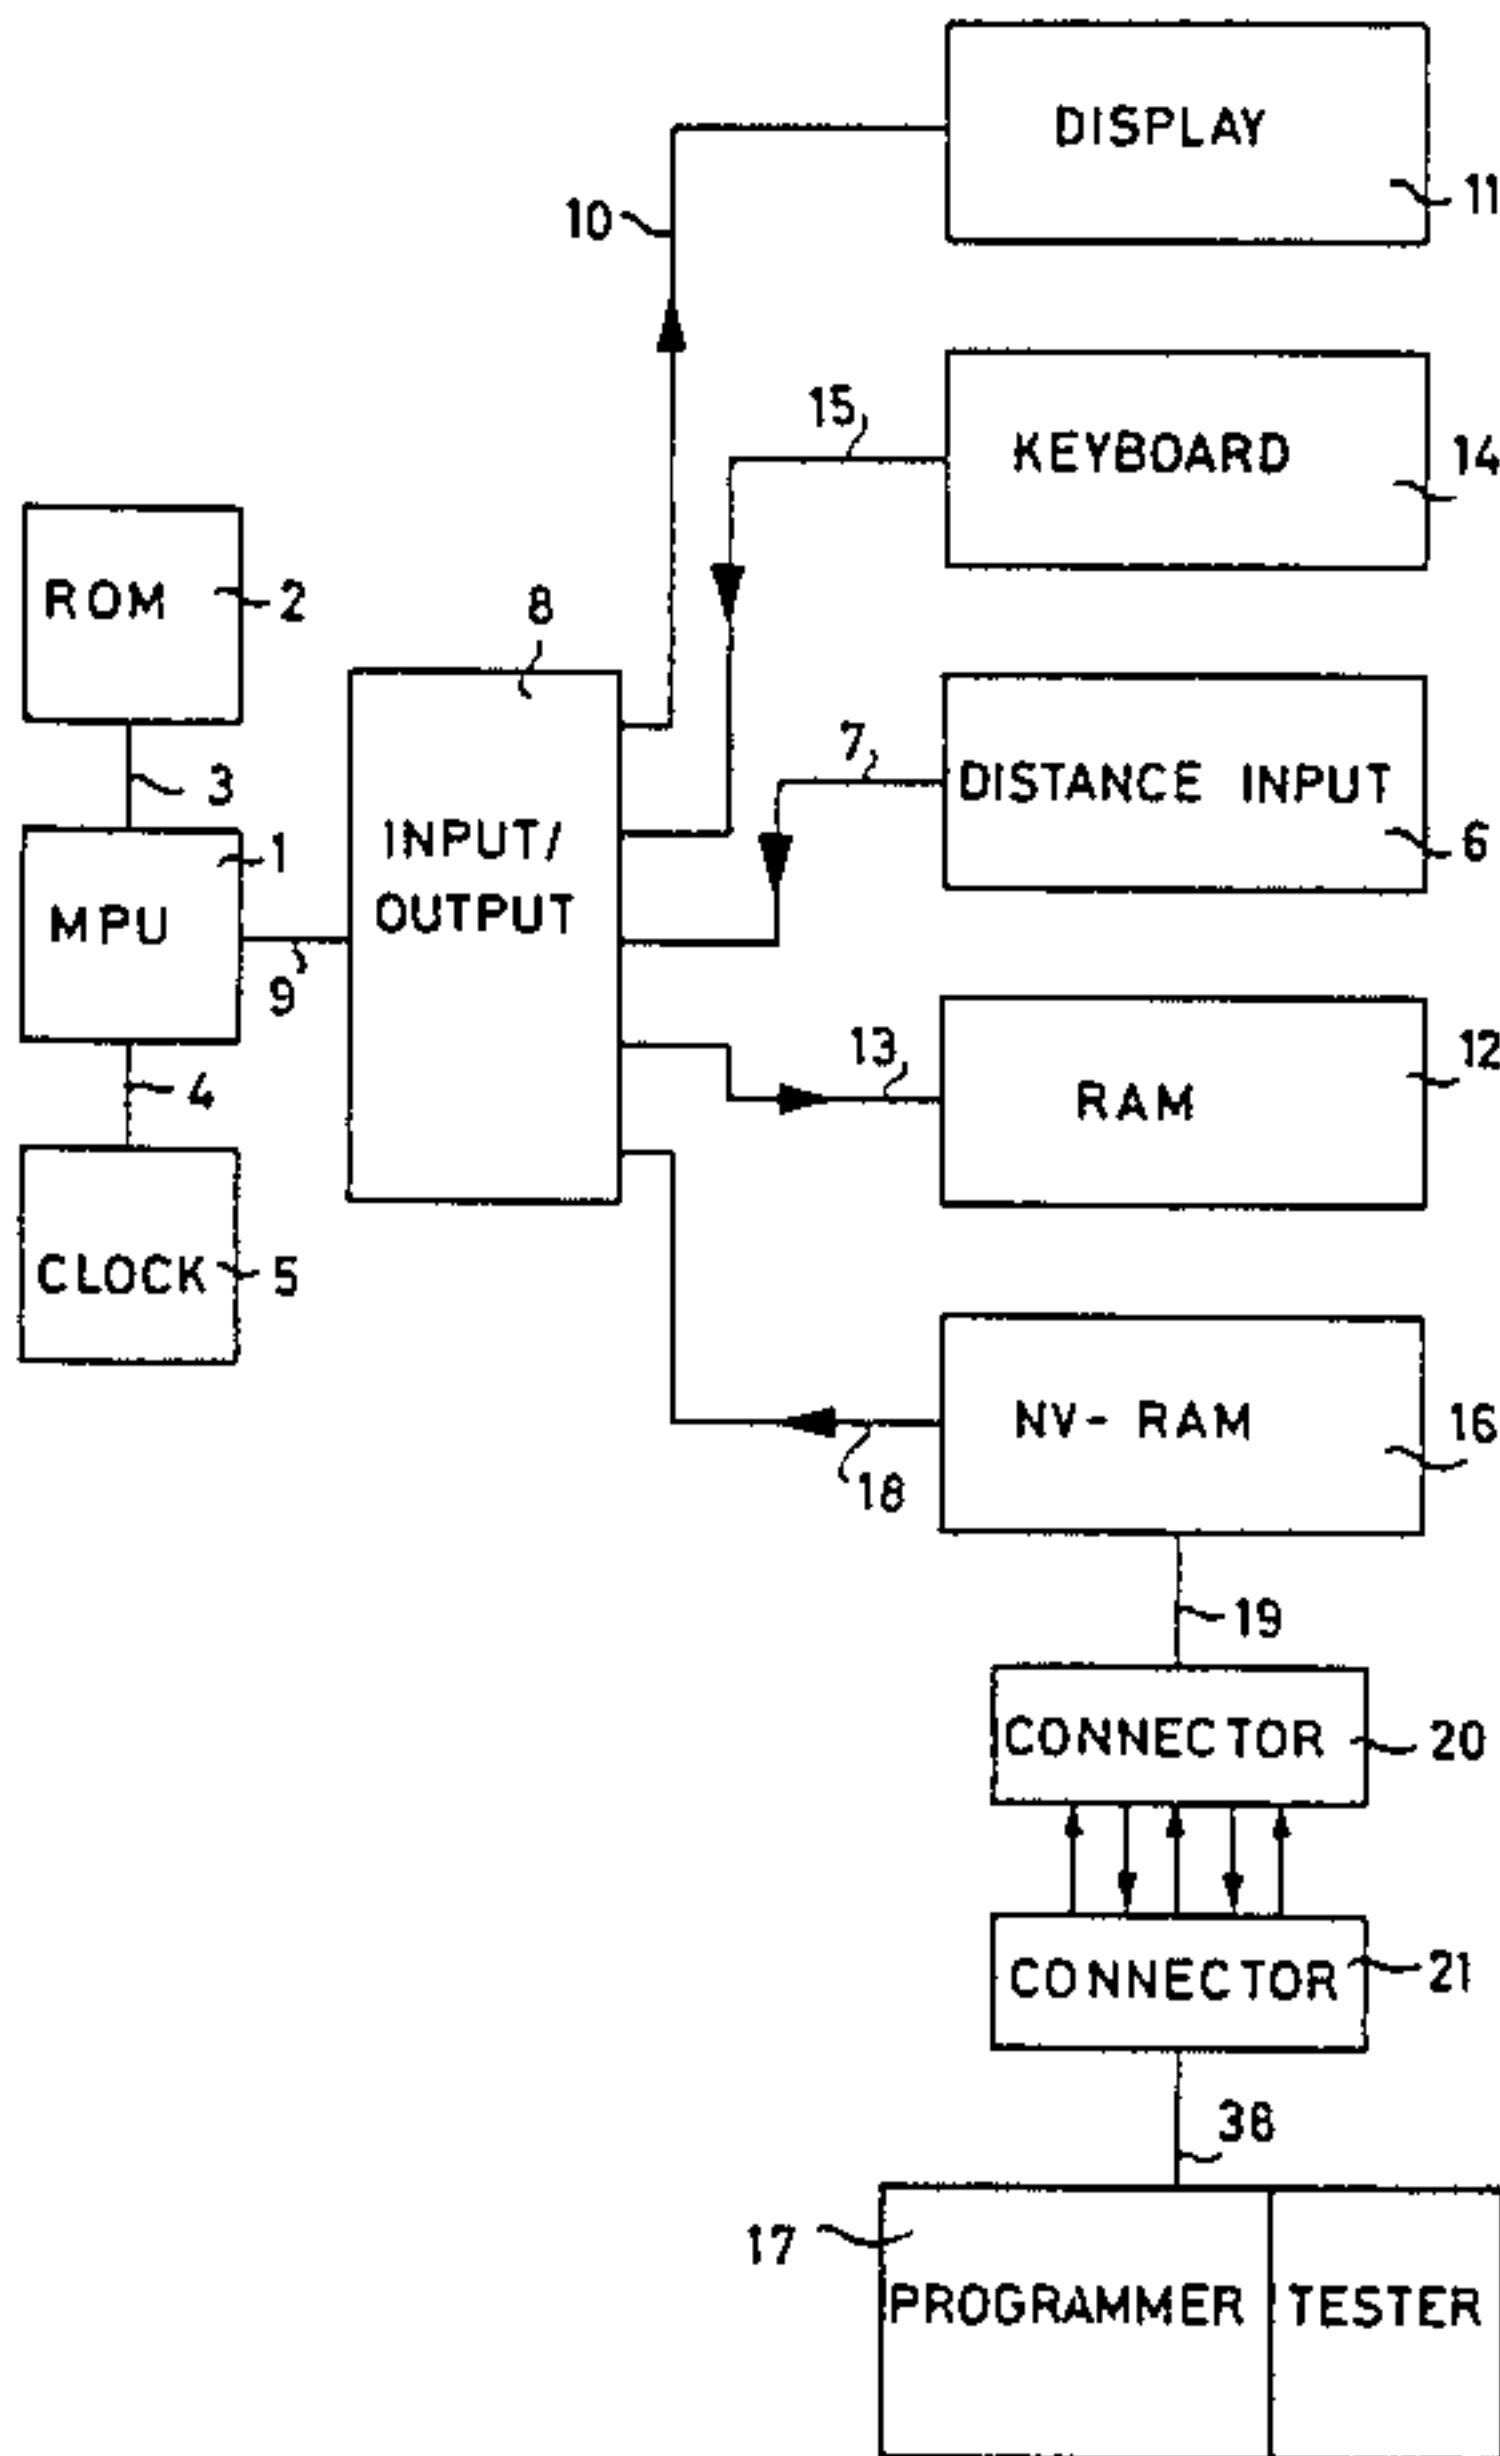 DISPLAY
11
10
KEYBOARD
14
15
ROM
2
8
3
7
DISTANCE INPUT
6
INPUT/
OUTPUT
MPU
1
9
4
13
RAM
12
CLOCK
5
NV- RAM
16
18
19
CONNECTOR
20
CONNECTOR
21
38
17
PROGRAMMER
TESTER